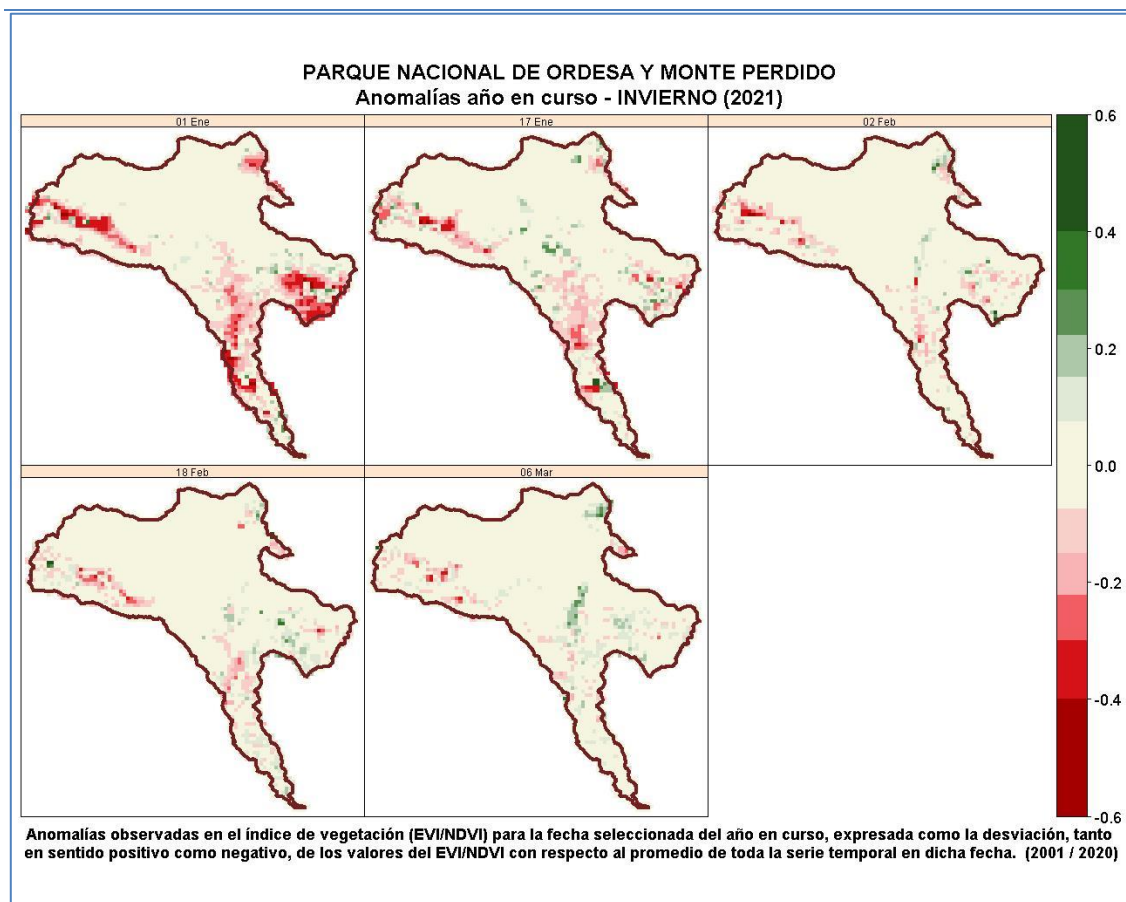 PARQUE NACIONAL DE ORDESA Y MONTE PERDIDO
Anomalías año en curso - INVIERNO (2021)
01 Ene
17 Ene
02 Feb
18 Feb
06 Mar
0.6
0.4
0.2
0.0
-0.2
-0.4
-0.6
Anomalías observadas en el índice de vegetación (EVI/NDVI) para la fecha seleccionada del año en curso, expresada como la desviación, tanto
en sentido positivo como negativo, de los valores del EVI/NDVI con respecto al promedio de toda la serie temporal en dicha fecha. (2001 / 2020)